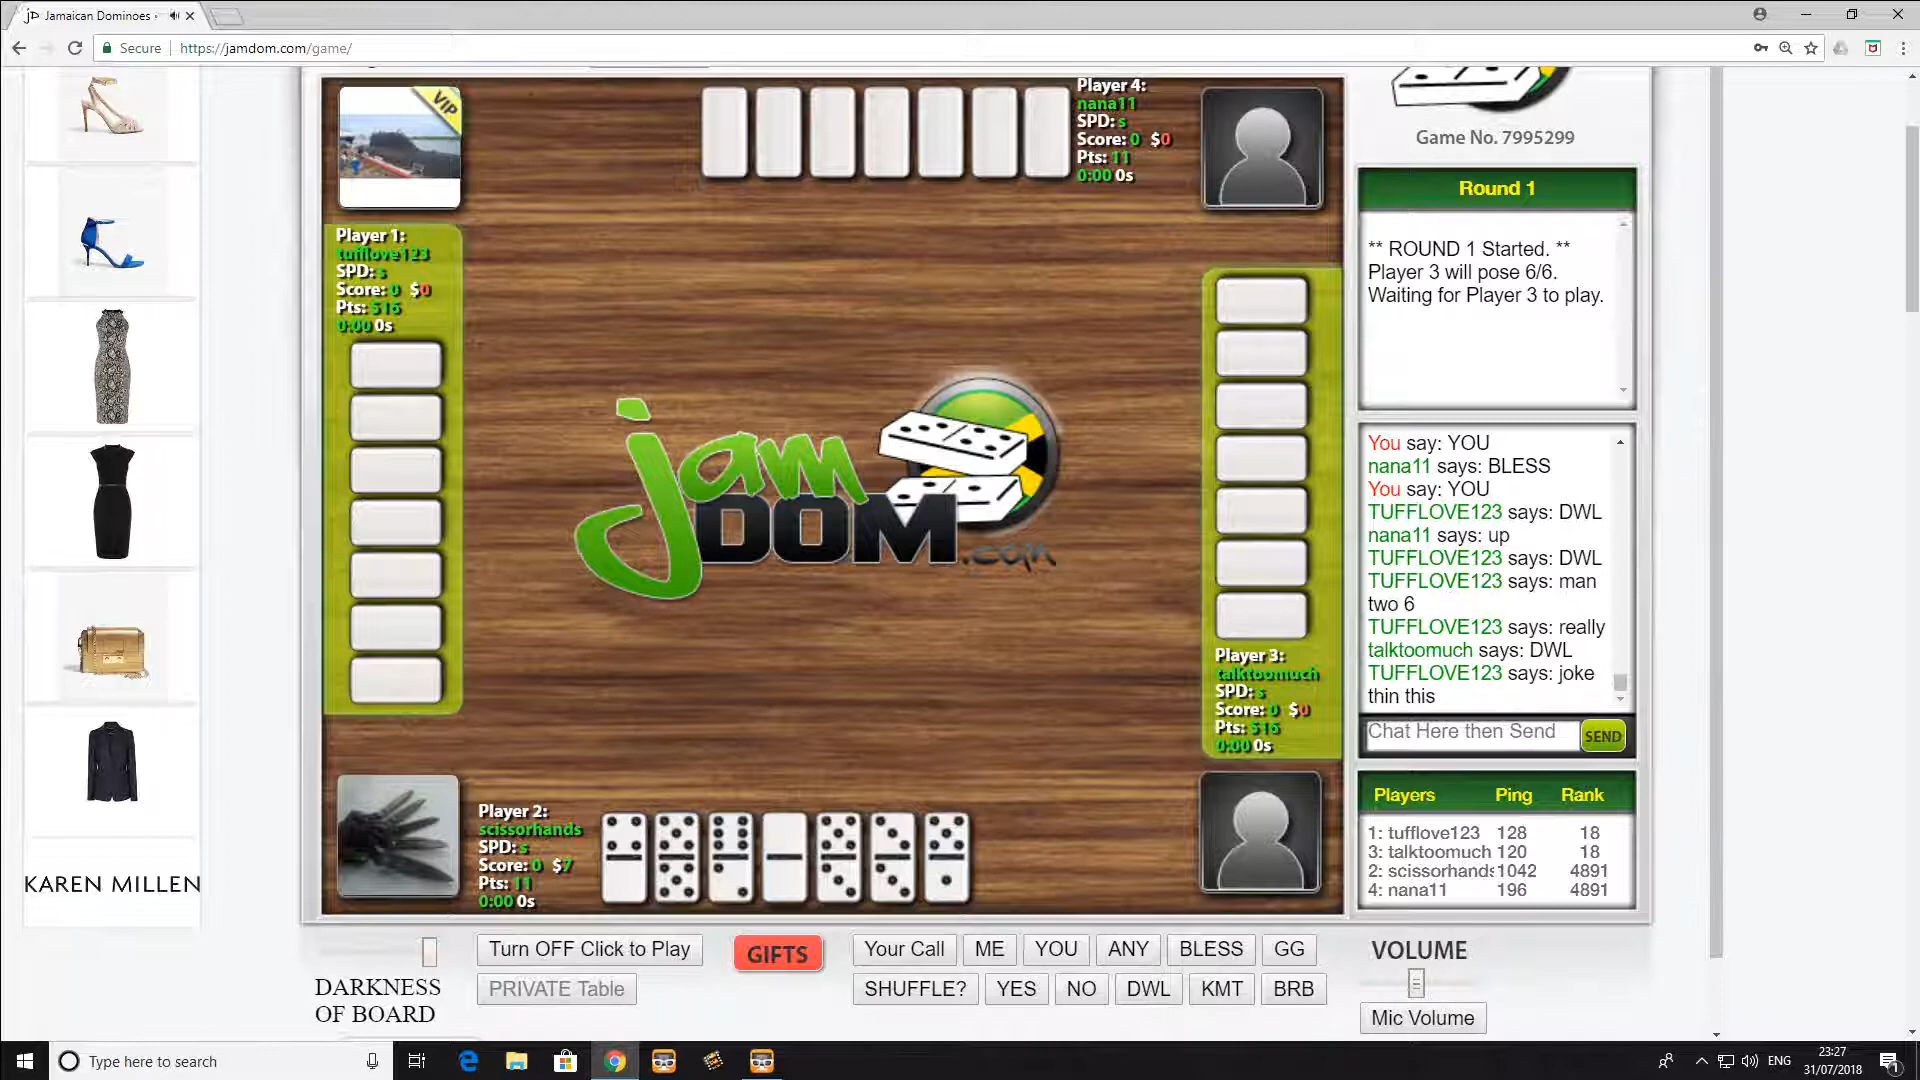 Jamaican Dominoes
Secure
https://jamdom.com/game/
VIP
Player 4:
nana11
SPD: s
Score: 0 $0
Pts: 11
0:00 0s
Game No. 7995299
Round 1
** ROUND 1 Started. **
Player 3 will pose 6/6.
Waiting for Player 3 to play.
Player 1:
tufflove123
SPD: s
Score: 0 $0
Pts: 516
0:00 0s
jam
DOM.com
You say: YOU
nana11 says: BLESS
You say: YOU
TUFFLOVE123 says: DWL
nana11 says: up
TUFFLOVE123 says: DWL
TUFFLOVE123 says: man
two 6
TUFFLOVE123 says: really
talktoomuch says: DWL
TUFFLOVE123 says: joke
thin this
Chat Here then Send
SEND
Player 3:
talktoomuch
SPD: s
Score: 0 $0
Pts: 516
0:00 0s
Player 2:
scissorhands
SPD: s
Score: 0 $7
Pts: 11
0:00 0s
Players Ping Rank
1: tufflove123 128 18
3: talktoomuch 120 18
2: scissorhands 1042 4891
4: nana11 196 4891
KAREN MILLEN
DARKNESS
OF BOARD
Turn OFF Click to Play
PRIVATE Table
GIFTS
Your Call ME YOU ANY BLESS GG
SHUFFLE? YES NO DWL KMT BRB
VOLUME
Mic Volume
Type here to search
ENG
23:27
31/07/2018
1